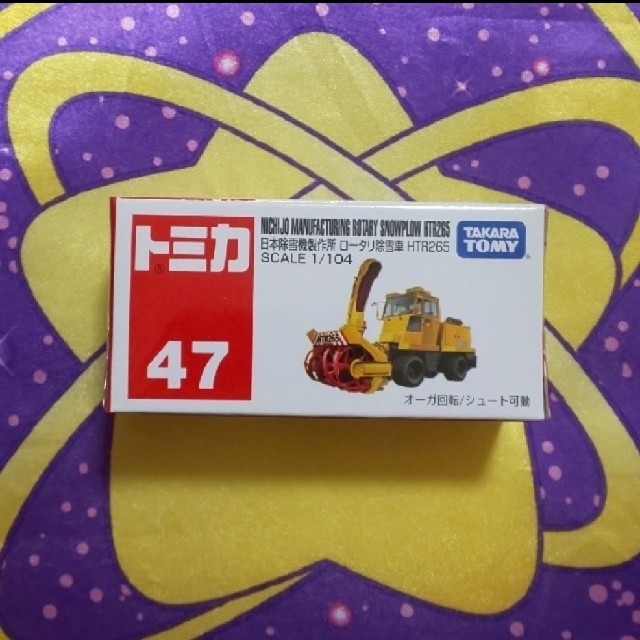 トミカ
47
NICHIJO MANUFACTURING ROTARY SNOWPLOW HTR265
日本除雪機製作所 ロータリ除雪車 HTR265
SCALE 1/104
TAKARA
TOMY
HTR265
オーガ回転/シュート可動